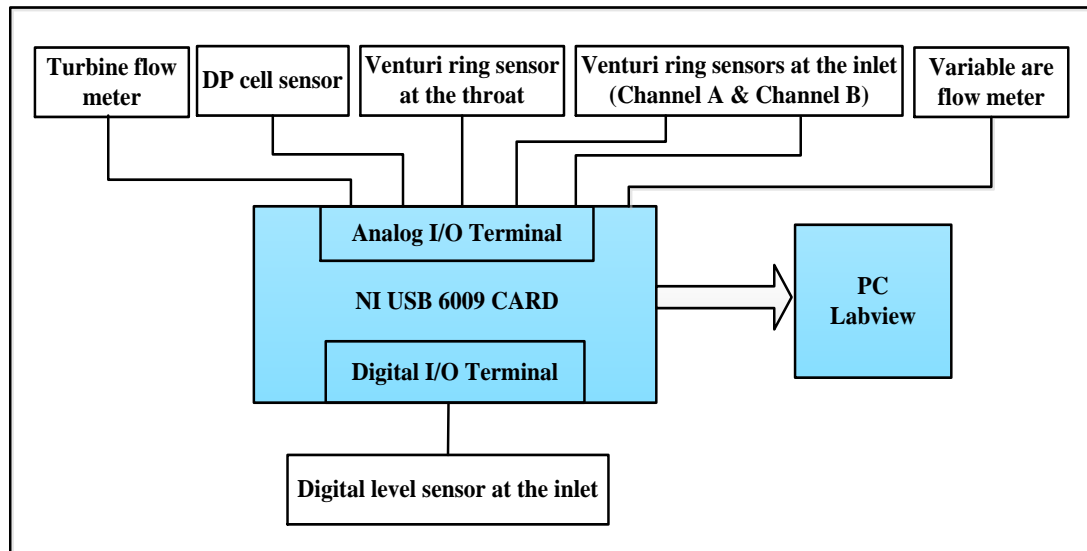 Turbine flow
meter
DP cell sensor
Venturi ring sensor
at the throat
Venturi ring sensors at the inlet
(Channel A & Channel B)
Variable are
flow meter
Analog I/O Terminal
NI USB 6009 CARD
PC
Labview
Digital I/O Terminal
Digital level sensor at the inlet